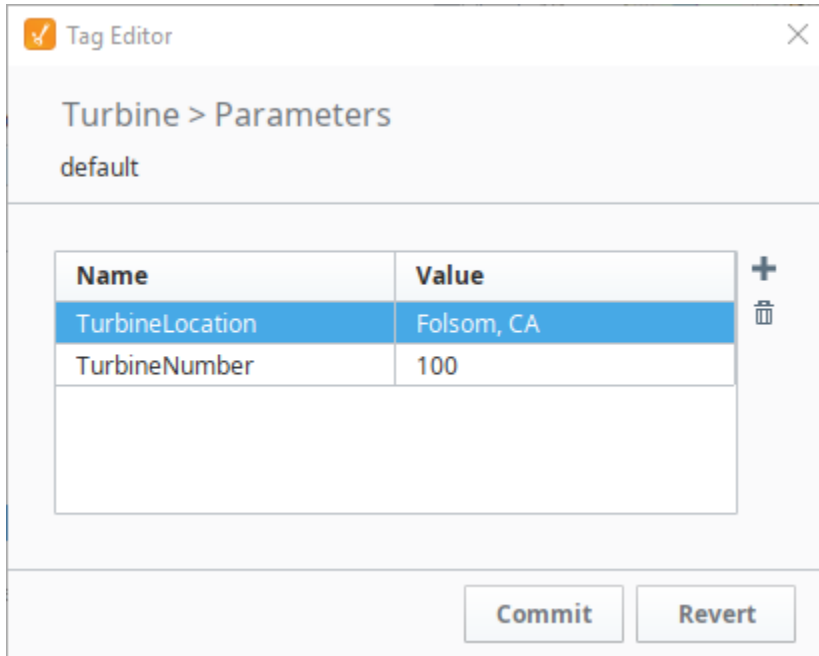 Tag Editor
Turbine > Parameters
default
Name Value
TurbineLocation Folsom, CA
TurbineNumber 100
Commit Revert